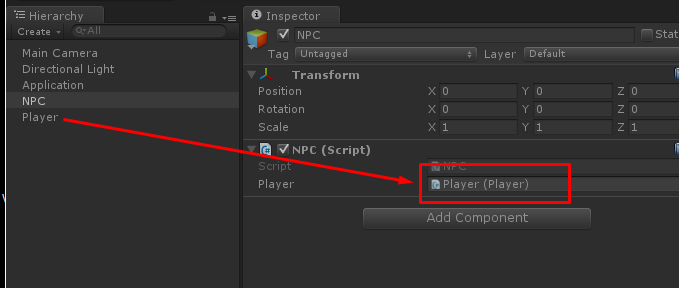 Hierarchy
Create
All
Main Camera
Directional Light
Application
NPC
Player
Inspector
NPC
Stat
Tag Untagged Layer Default
Transform
Position X 0 Y 0 Z 0
Rotation X 0 Y 0 Z 0
Scale X 1 Y 1 Z 1
NPC (Script)
Script NPC
Player Player (Player)
Add Component